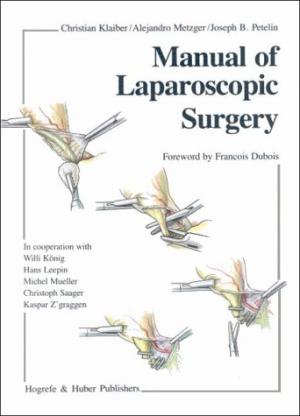 Christian Klaiber/Alejandro Metzger/Joseph B. Petelin
Manual of
Laparoscopic
Surgery
Foreword by Francois Dubois
In cooperation with
Willi König
Hans Leepin
Michel Mueller
Christoph Saager
Kaspar Z'graggen
Hogrefe & Huber Publishers